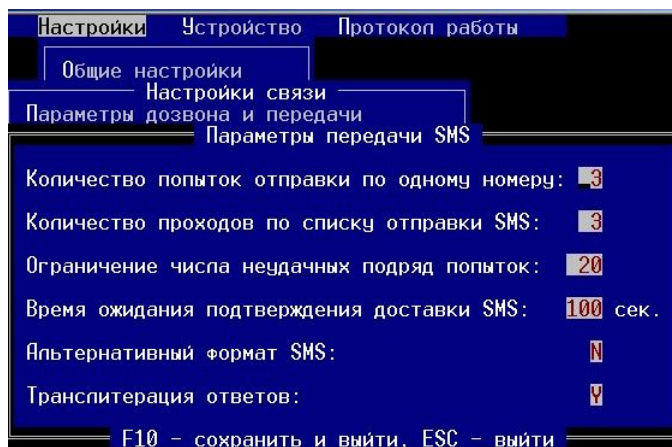 Настройки Устройство Протокол работы
Общие настройки
Настройки связи
Параметры дозвона и передачи
Параметры передачи SMS
Количество попыток отправки по одному номеру: 3
Количество проходов по списку отправки SMS: 3
Ограничение числа неудачных подряд попыток: 20
Время ожидания подтверждения доставки SMS: 100 сек.
Альтернативный формат SMS: N
Транслитерация ответов: Y
F10 - сохранить и выйти, ESC - выйти